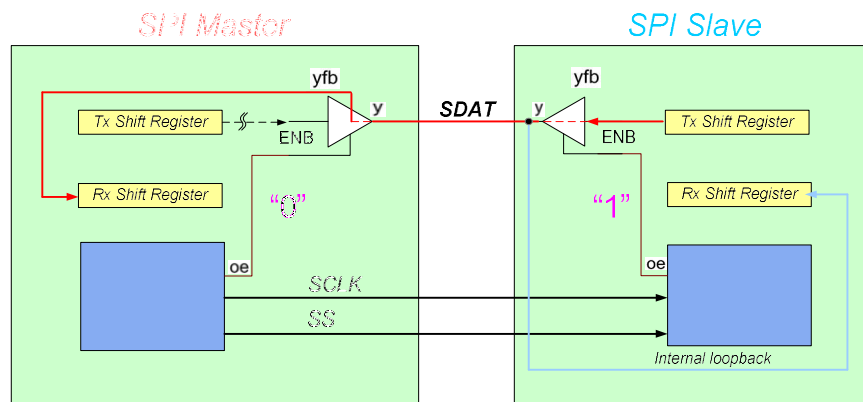 SPI Master
SPI Slave
yfb
y
SDAT
y
yfb
Tx Shift Register
ENB
ENB
Tx Shift Register
Rx Shift Register
"0"
"1"
Rx Shift Register
oe
oe
SCLK
SS
Internal loopback